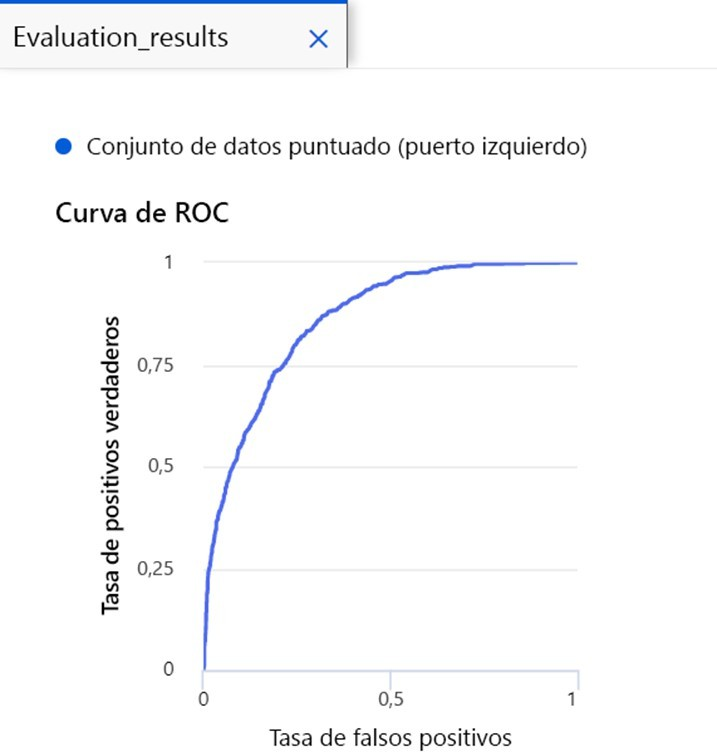 Evaluation_results
Conjunto de datos puntuado (puerto izquierdo)
Curva de ROC
1
0,75
0,5
0,25
0
Tasa de positivos verdaderos
0 0,5 1
Tasa de falsos positivos